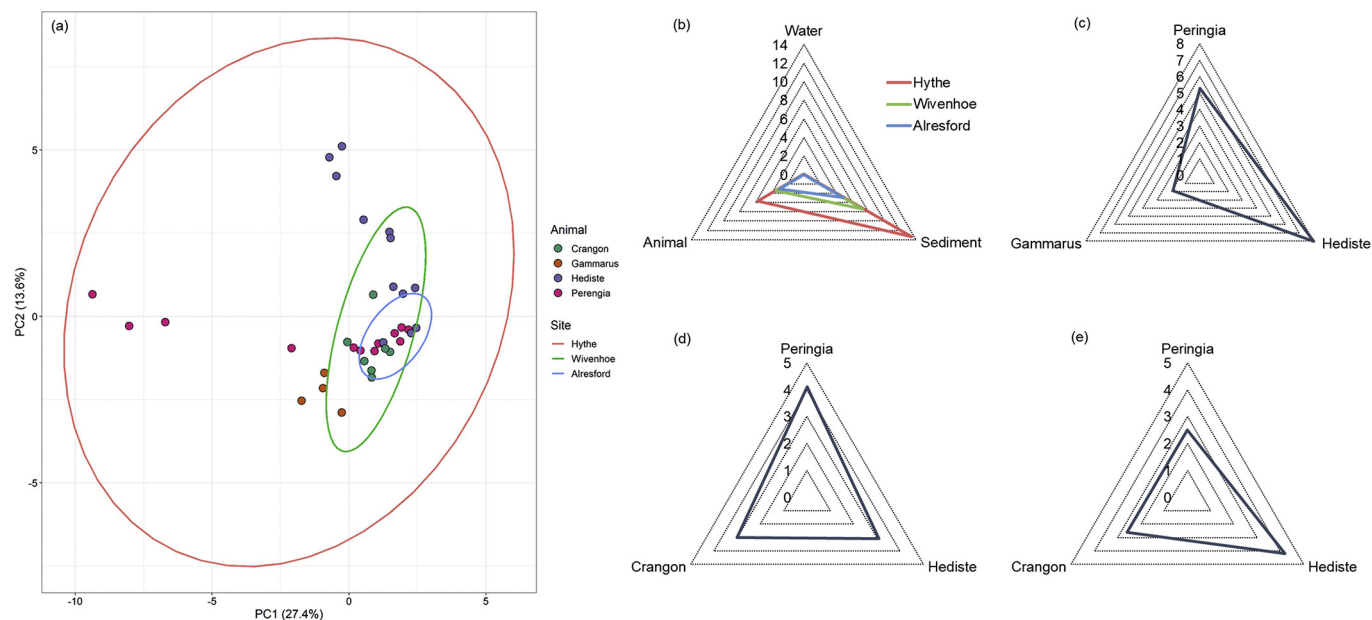 (a)
5
0
-5
-10
-5
0
5
PC2 (13.6%)
PC1 (27.4%)
Animal
Crangon
Gammarus
Hediste
Perengia
Site
Hythe
Wivenhoe
Alresford
(b)
Water
14
12
10
8
6
4
2
0
Animal
Sediment
Hythe
Wivenhoe
Alresford
(c)
Peringia
8
7
6
5
4
3
2
1
0
Gammarus
Hediste
(d)
Peringia
5
4
3
2
1
0
Crangon
Hediste
(e)
Peringia
5
4
3
2
1
0
Crangon
Hediste